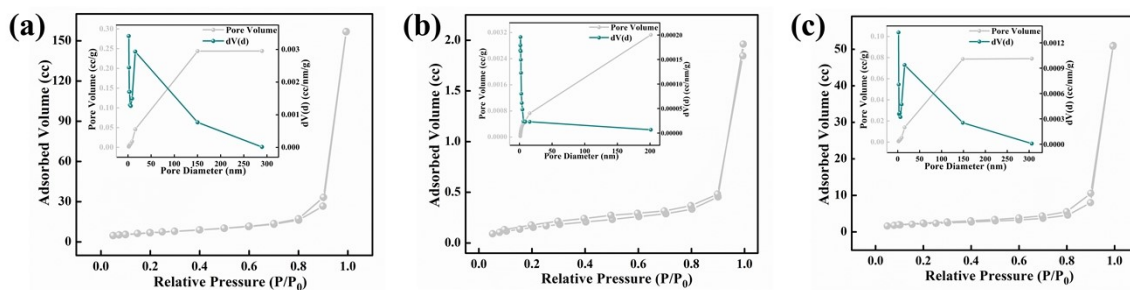 (a)
Adsorbed Volume (cc)
150
120
90
60
30
0
0.0 0.2 0.4 0.6 0.8 1.0
Relative Pressure (P/P0)
Pore Volume (cc/g)
0.30
0.25
0.20
0.15
0.10
0.05
0.00
Pore Volume
dV(d)
0.003
0.002
0.001
0.000
dV(d) (cc/nm/g)
0 50 100 150 200 250 300
Pore Diameter (nm)
(b)
Adsorbed Volume (cc)
2.0
1.5
1.0
0.5
0.0
0.0 0.2 0.4 0.6 0.8 1.0
Relative Pressure (P/P0)
Pore Volume (cc/g)
0.0032
0.0000
Pore Volume
dV(d)
0.00020
0.00015
0.00010
0.00005
0.00000
dV(d) (cc/nm/g)
0 50 100 150 200
Pore Diameter (nm)
(c)
Adsorbed Volume (cc)
50
40
30
20
10
0
0.0 0.2 0.4 0.6 0.8 1.0
Relative Pressure (P/P0)
Pore Volume (cc/g)
0.10
0.08
0.06
0.04
0.02
0.00
Pore Volume
dV(d)
0.0012
0.0009
0.0006
0.0003
0.0000
dV(d) (cc/nm/g)
0 50 100 150 200 250 300
Pore Diameter (nm)